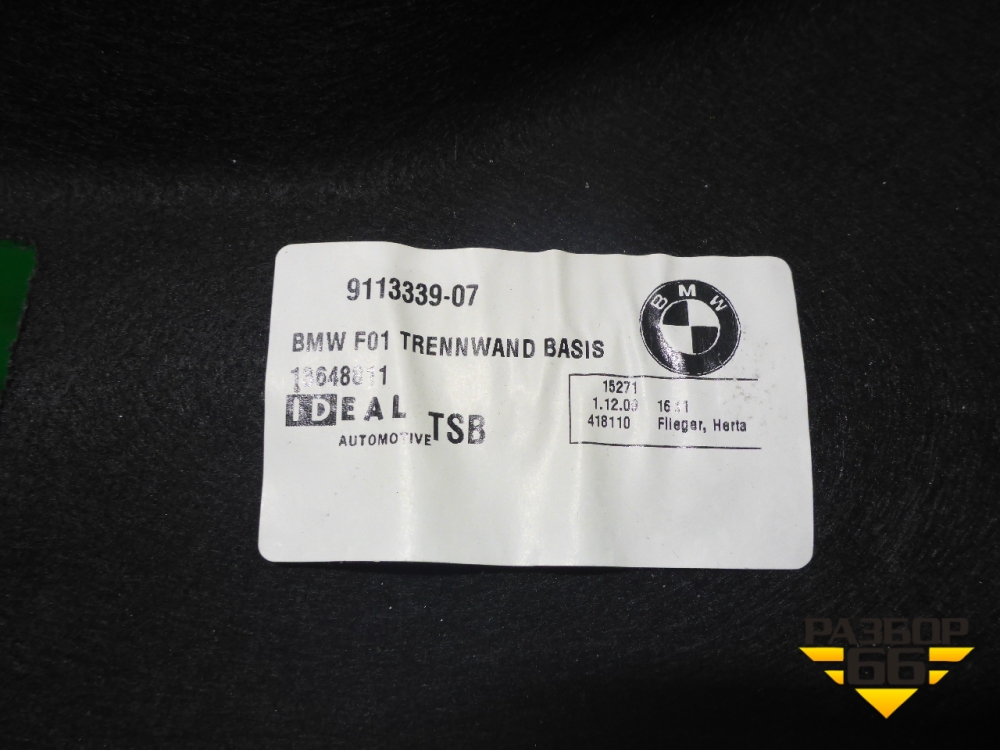 9113339-07
BMW
BMW F01 TRENNWAND BASIS
IDEAL
AUTOMOTIVE TSB
15271
1.12.09
418110 Flieger, Herta
РАЗБОР
66